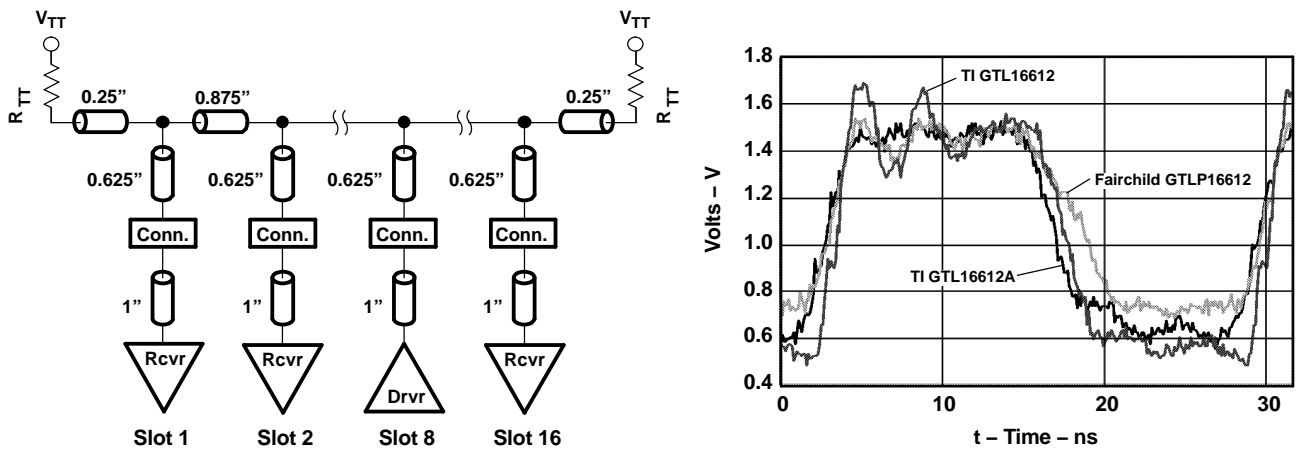 VTT
VTT
RTT
0.25”
0.875”
0.25”
RTT
0.625”
0.625”
0.625”
0.625”
Conn.
Conn.
Conn.
Conn.
1”
1”
1”
1”
Rcvr
Rcvr
Drvr
Rcvr
Slot 1
Slot 2
Slot 8
Slot 16
Volts – V
1.8
1.6
1.4
1.2
1.0
0.8
0.6
0.4
TI GTL16612
Fairchild GTLP16612
TI GTL16612A
0
10
20
30
t – Time – ns